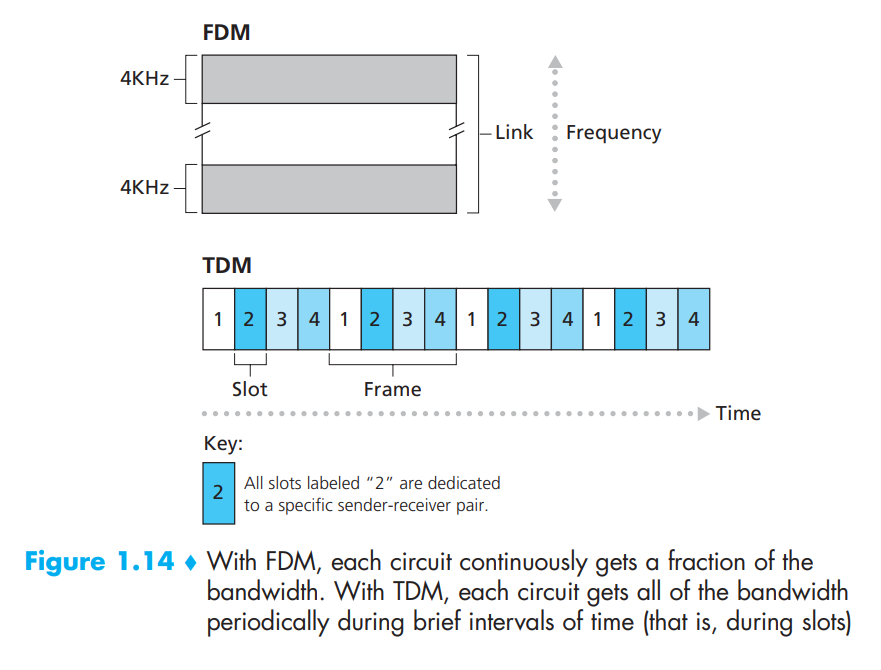 FDM
4KHz
Link
Frequency
4KHz
TDM
1 2 3 4 1 2 3 4 1 2 3 4 1 2 3 4
Slot
Frame
Time
Key:
2
All slots labeled “2” are dedicated
to a specific sender-receiver pair.
Figure 1.14 ♦ With FDM, each circuit continuously gets a fraction of the
bandwidth. With TDM, each circuit gets all of the bandwidth
periodically during brief intervals of time (that is, during slots)